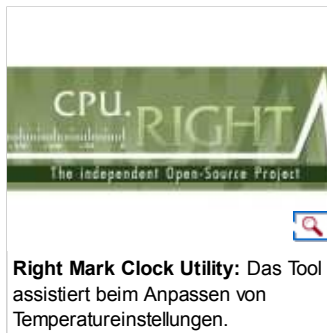 CPU.
RIGHT
The independent Open-Source Project
Right Mark Clock Utility: Das Tool
assistiert beim Anpassen von
Temperatureinstellungen.